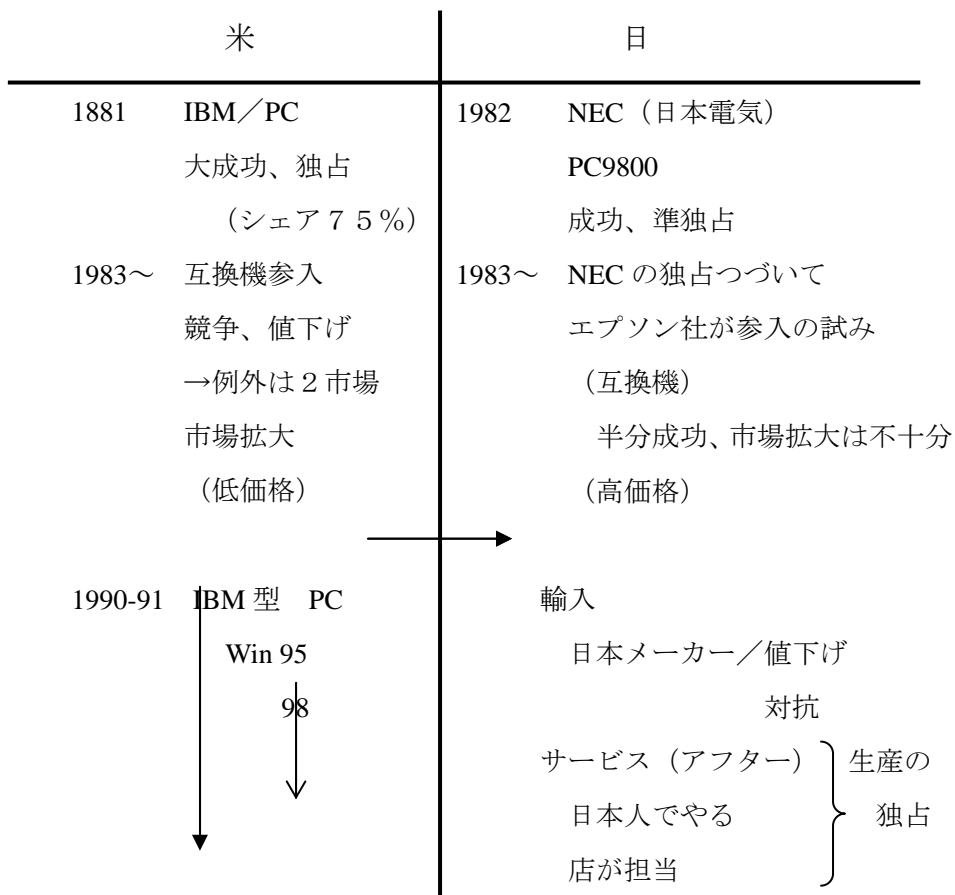 米 日
1881 IBM／PC
大成功、独占
（シェア７５％）
1983～ 互換機参入
競争、値下げ
→例外は２市場
市場拡大
（低価格）
1990-91 IBM 型 PC
Win 95
98
1982 NEC（日本電気）
PC9800
成功、準独占
1983～ NEC の独占つづいて
エプソン社が参入の試み
（互換機）
半分成功、市場拡大は不十分
（高価格）
輸入
日本メーカー／値下げ
対抗
サービス（アフター）
日本人でやる
店が担当
生産の
独占